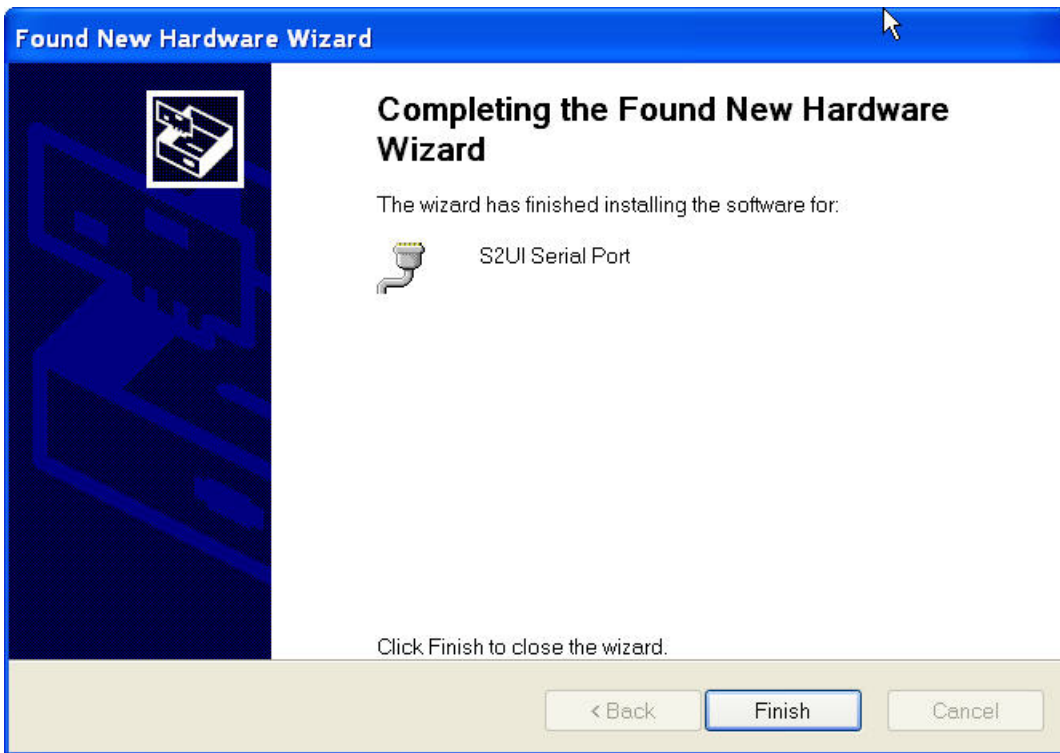 Found New Hardware Wizard
Completing the Found New Hardware
Wizard
The wizard has finished installing the software for:
S2UI Serial Port
Click Finish to close the wizard.
< Back
Finish
Cancel